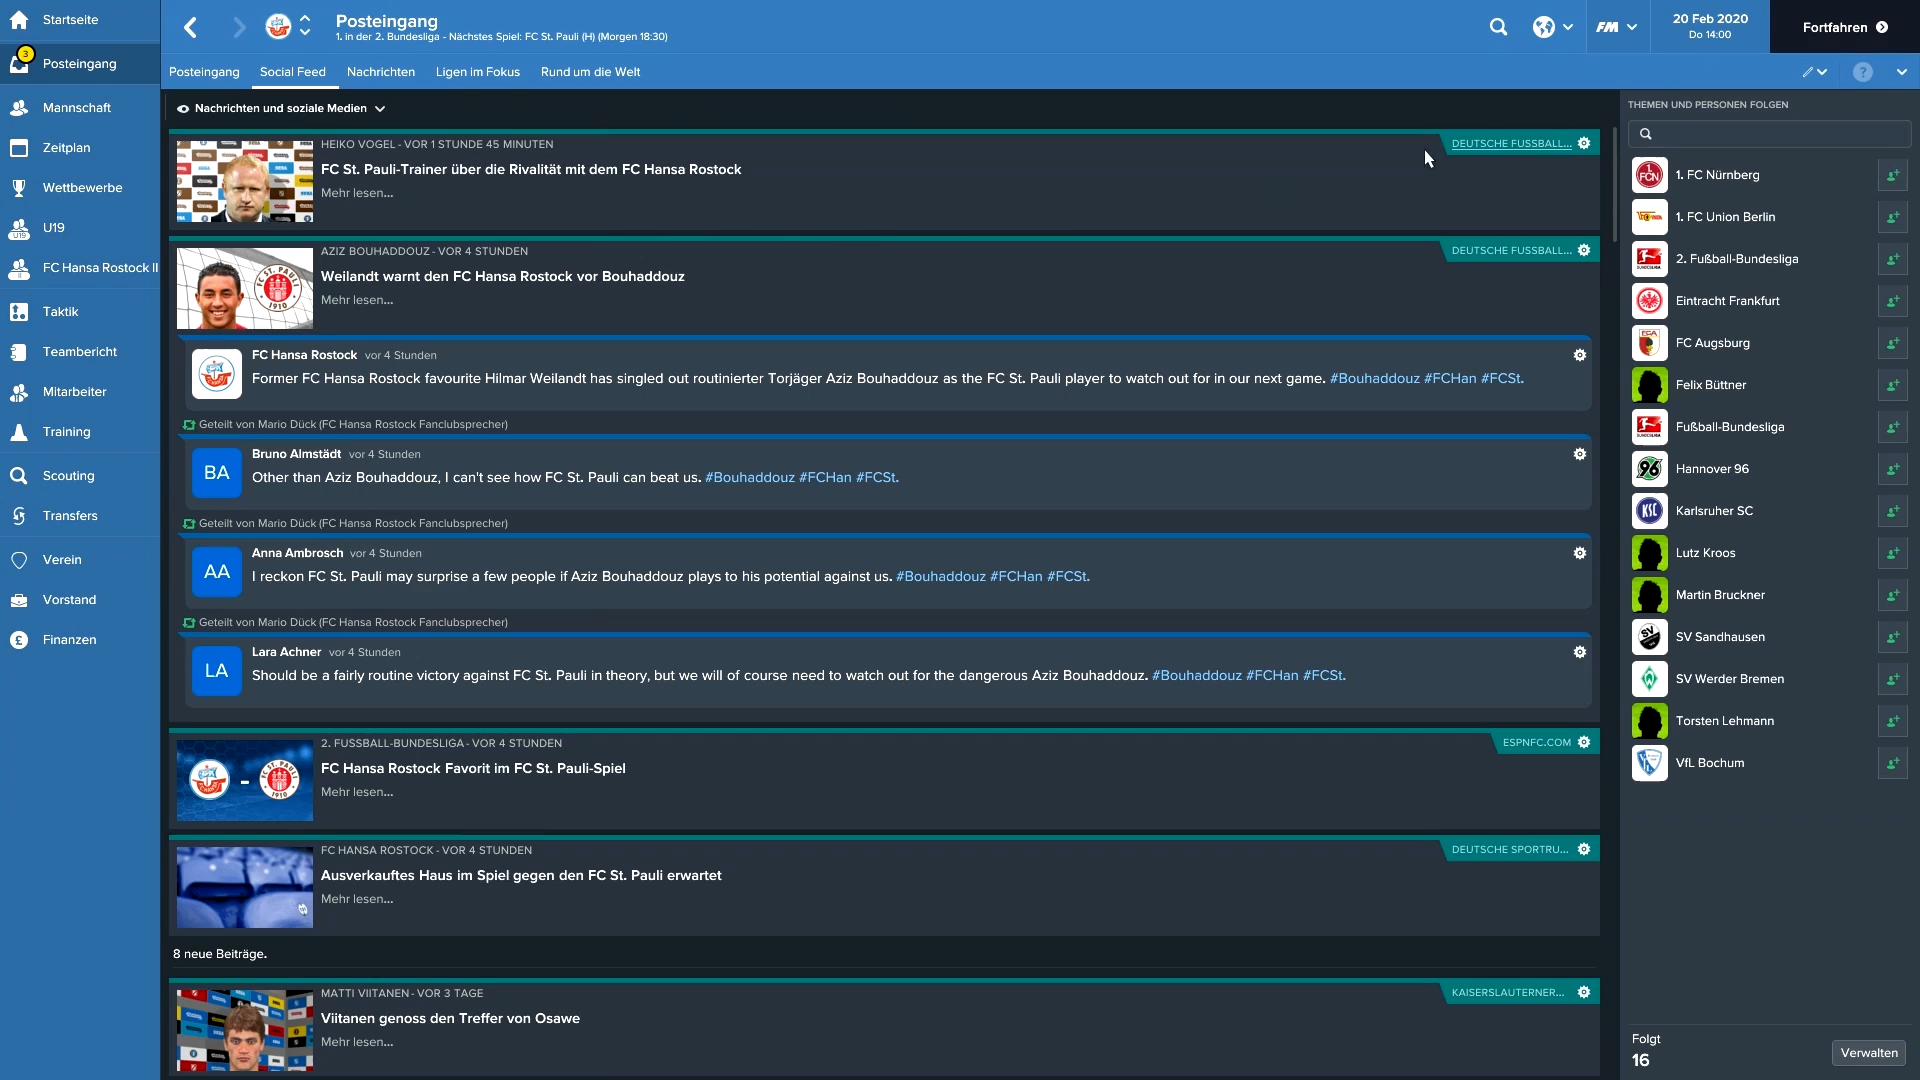 Startseite
3
Posteingang
Mannschaft
Zeitplan
Wettbewerbe
U19
FC Hansa Rostock II
Taktik
Teambericht
Mitarbeiter
Training
Scouting
Transfers
Verein
Vorstand
Finanzen
Posteingang
1. in der 2. Bundesliga - Nächstes Spiel: FC St. Pauli (H) (Morgen 18:30)
FM
20 Feb 2020
Do 14:00
Fortfahren
Posteingang Social Feed Nachrichten Ligen im Fokus Rund um die Welt
?
Nachrichten und soziale Medien
HEIKO VOGEL - VOR 1 STUNDE 45 MINUTEN
DEUTSCHE FUSSBALL...
FC St. Pauli-Trainer über die Rivalität mit dem FC Hansa Rostock
Mehr lesen...
AZIZ BOUHADDOUZ - VOR 4 STUNDEN
DEUTSCHE FUSSBALL...
Weilandt warnt den FC Hansa Rostock vor Bouhaddouz
Mehr lesen...
FC Hansa Rostock vor 4 Stunden
Former FC Hansa Rostock favourite Hilmar Weilandt has singled out routinierter Torjäger Aziz Bouhaddouz as the FC St. Pauli player to watch out for in our next game. #Bouhaddouz #FCHan #FCSt.
Geteilt von Mario Dück (FC Hansa Rostock Fanclubsprecher)
BA
Bruno Almstädt vor 4 Stunden
Other than Aziz Bouhaddouz, I can't see how FC St. Pauli can beat us. #Bouhaddouz #FCHan #FCSt.
Geteilt von Mario Dück (FC Hansa Rostock Fanclubsprecher)
AA
Anna Ambrosch vor 4 Stunden
I reckon FC St. Pauli may surprise a few people if Aziz Bouhaddouz plays to his potential against us. #Bouhaddouz #FCHan #FCSt.
Geteilt von Mario Dück (FC Hansa Rostock Fanclubsprecher)
LA
Lara Achner vor 4 Stunden
Should be a fairly routine victory against FC St. Pauli in theory, but we will of course need to watch out for the dangerous Aziz Bouhaddouz. #Bouhaddouz #FCHan #FCSt.
2. FUSSBALL-BUNDESLIGA - VOR 4 STUNDEN
ESPNFC.COM
FC Hansa Rostock Favorit im FC St. Pauli-Spiel
Mehr lesen...
FC HANSA ROSTOCK - VOR 4 STUNDEN
DEUTSCHE SPORTRU...
Ausverkauftes Haus im Spiel gegen den FC St. Pauli erwartet
Mehr lesen...
8 neue Beiträge.
MATTI VIITANEN - VOR 3 TAGE
KAISERSLAUTERNER...
Viitanen genoss den Treffer von Osawe
Mehr lesen...
THEMEN UND PERSONEN FOLGEN
1. FC Nürnberg
1. FC Union Berlin
2. Fußball-Bundesliga
Eintracht Frankfurt
FC Augsburg
Felix Büttner
Fußball-Bundesliga
Hannover 96
Karlsruher SC
Lutz Kroos
Martin Bruckner
SV Sandhausen
SV Werder Bremen
Torsten Lehmann
VfL Bochum
Folgt
16
Verwalten